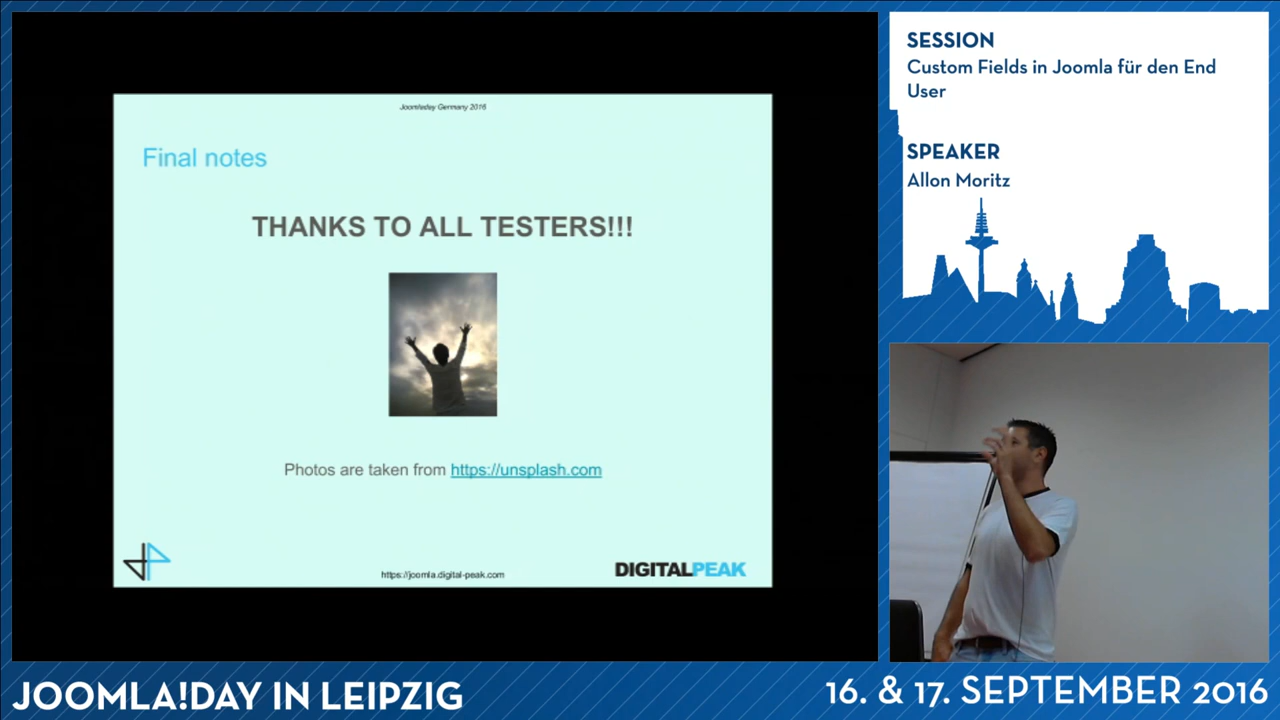 Joomladay Germany 2016
Final notes
THANKS TO ALL TESTERS!!!
Photos are taken from https://unsplash.com
https://joomla.digital-peak.com
DIGITALPEAK
SESSION
Custom Fields in Joomla für den End
User
SPEAKER
Allon Moritz
JOOMLA!DAY IN LEIPZIG
16. & 17. SEPTEMBER 2016